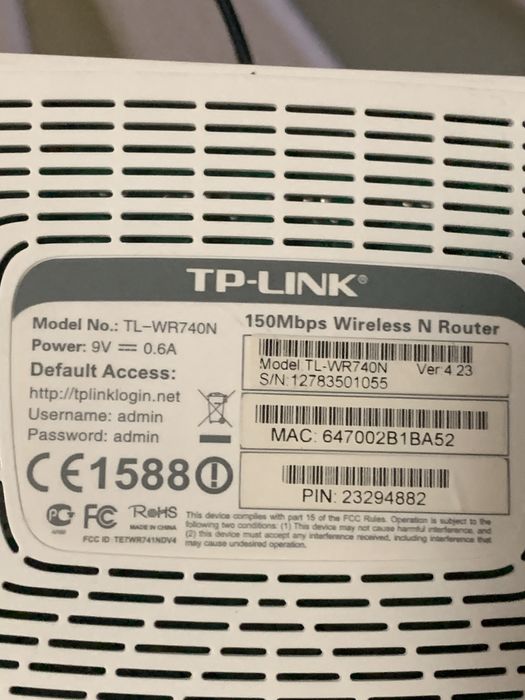 TP-LINK®
Model No.: TL-WR740N
Power: 9V ⎓ 0.6A
Default Access:
http://tplinklogin.net
Username: admin
Password: admin
CE1588
PG
FC
RoHS
MADE IN CHINA
FCC ID: TE7WR741NDV4
150Mbps Wireless N Router
Model:TL-WR740N Ver:4.23
S/N:12783501055
MAC: 647002B1BA52
PIN: 23294882
This device complies with part 15 of the FCC Rules. Operation is subject to the
following two conditions: (1) This device may not cause harmful interference, and
(2) this device must accept any interference received, including interference that
may cause undesired operation.